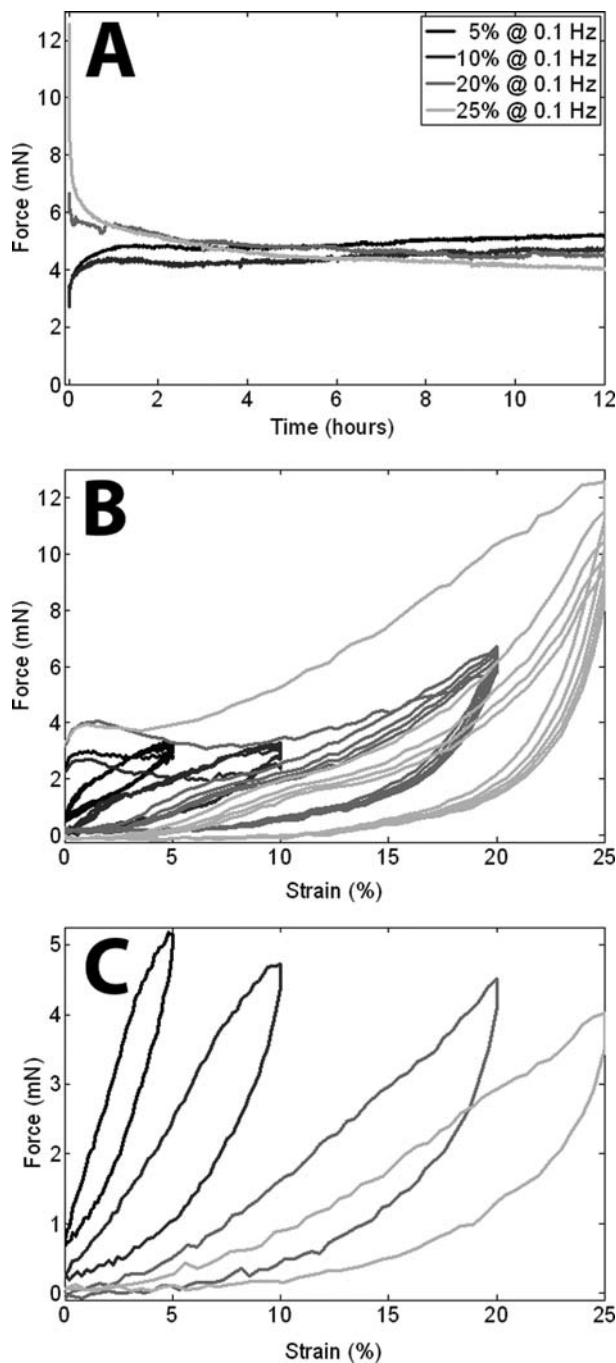 A
5% @ 0.1 Hz
10% @ 0.1 Hz
20% @ 0.1 Hz
25% @ 0.1 Hz
12
10
8
6
4
2
0
Force (mN)
0 2 4 6 8 10 12
Time (hours)
B
12
10
8
6
4
2
0
Force (mN)
0 5 10 15 20 25
Strain (%)
C
5
4
3
2
1
0
Force (mN)
0 5 10 15 20 25
Strain (%)